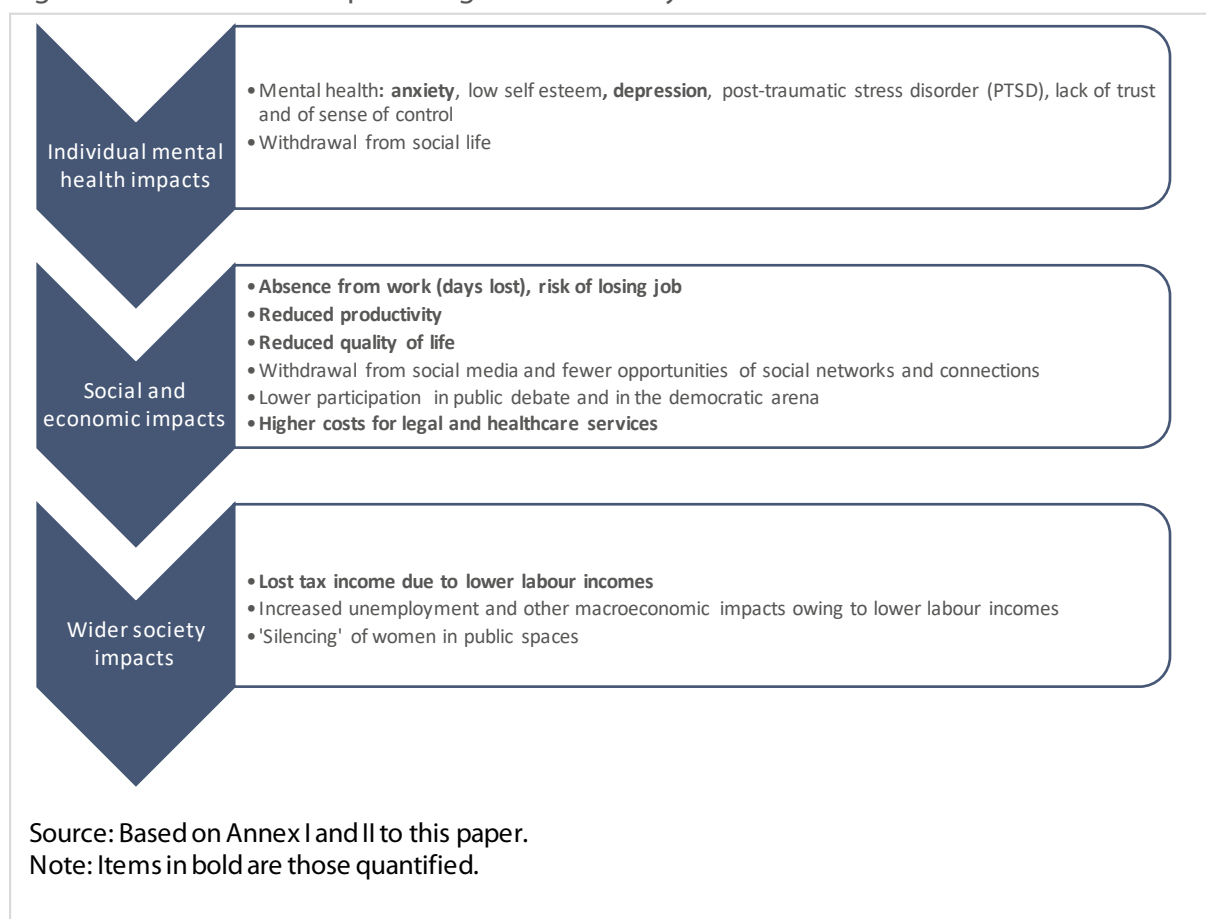 • Mental health: anxiety, low self esteem, depression, post-traumatic stress disorder (PTSD), lack of trust
and of sense of control
• Withdrawal from social life
Individual mental
health impacts
• Absence from work (days lost), risk of losing job
• Reduced productivity
• Reduced quality of life
• Withdrawal from social media and fewer opportunities of social networks and connections
• Lower participation in public debate and in the democratic arena
• Higher costs for legal and healthcare services
Social and
economic impacts
• Lost tax income due to lower labour incomes
• Increased unemployment and other macroeconomic impacts owing to lower labour incomes
• 'Silencing' of women in public spaces
Wider society
impacts
Source: Based on Annex I and II to this paper.
Note: Items in bold are those quantified.